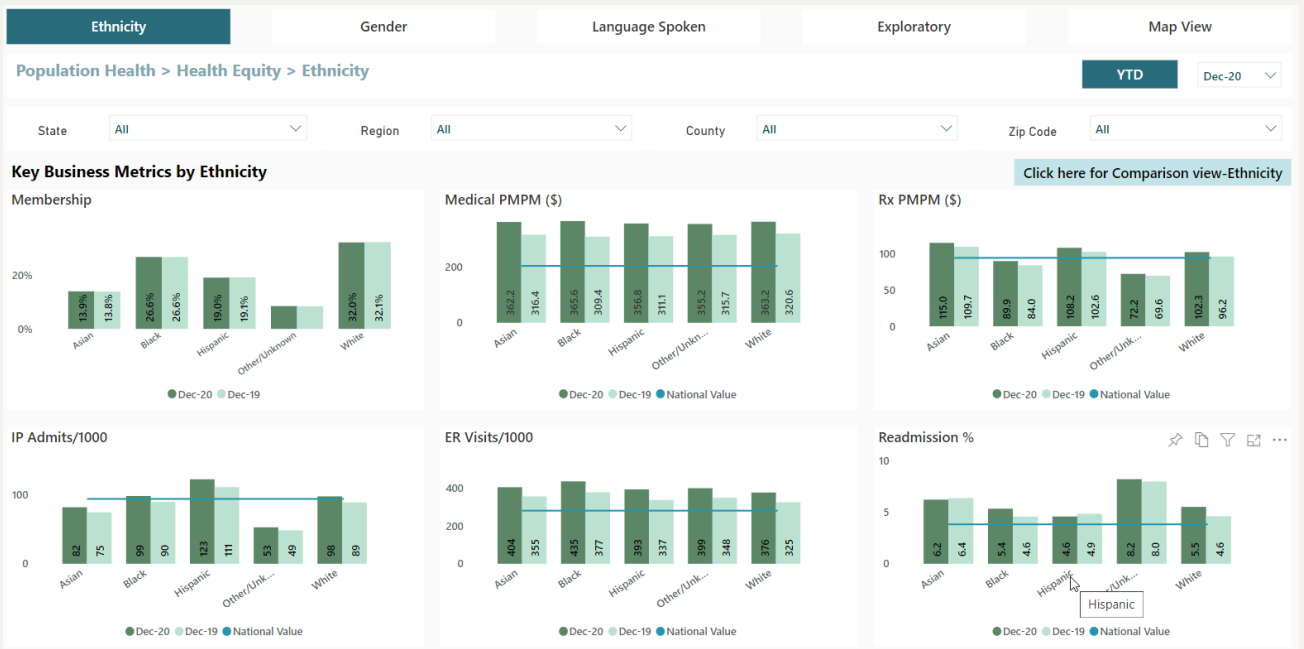 Ethnicity Gender Language Spoken Exploratory Map View
Population Health > Health Equity > Ethnicity
YTD Dec-20
State All Region All County All Zip Code All
Key Business Metrics by Ethnicity
Click here for Comparison view-Ethnicity
Membership
20%
0%
13.9% 13.8% 26.6% 26.6% 19.0% 19.1% 32.0% 32.1%
Asian Black Hispanic Other/Unknown White
Dec-20 Dec-19
Medical PMPM ($)
200
0
362.2 316.4 365.6 309.4 356.8 311.1 355.2 315.7 363.2 320.6
Asian Black Hispanic Other/Unkn... White
Dec-20 Dec-19 National Value
Rx PMPM ($)
100
50
0
115.0 109.7 89.9 84.0 108.2 102.6 72.2 69.6 102.3 96.2
Asian Black Hispanic Other/Unk... White
Dec-20 Dec-19 National Value
IP Admits/1000
100
0
82 75 99 90 123 111 53 49 98 89
Asian Black Hispanic Other/Unk... White
Dec-20 Dec-19 National Value
ER Visits/1000
400
200
0
404 355 435 377 393 337 399 348 376 325
Asian Black Hispanic Other/Unk... White
Dec-20 Dec-19 National Value
Readmission %
10
5
0
6.2 6.4 5.4 4.6 4.6 4.9 8.2 8.0 5.5 4.6
Asian Black Hispanic /Unk... White
Hispanic
Dec-20 Dec-19 National Value